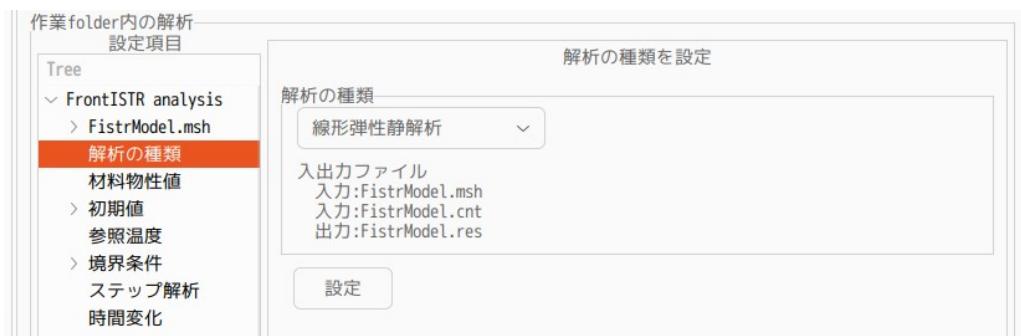 作業folder内の解析
設定項目
Tree
FrontISTR analysis
FistrModel.msh
解析の種類
材料物性値
初期値
参照温度
境界条件
ステップ解析
時間変化
解析の種類を設定
解析の種類
線形弾性静解析
入出力ファイル
入力:FistrModel.msh
入力:FistrModel.cnt
出力:FistrModel.res
設定